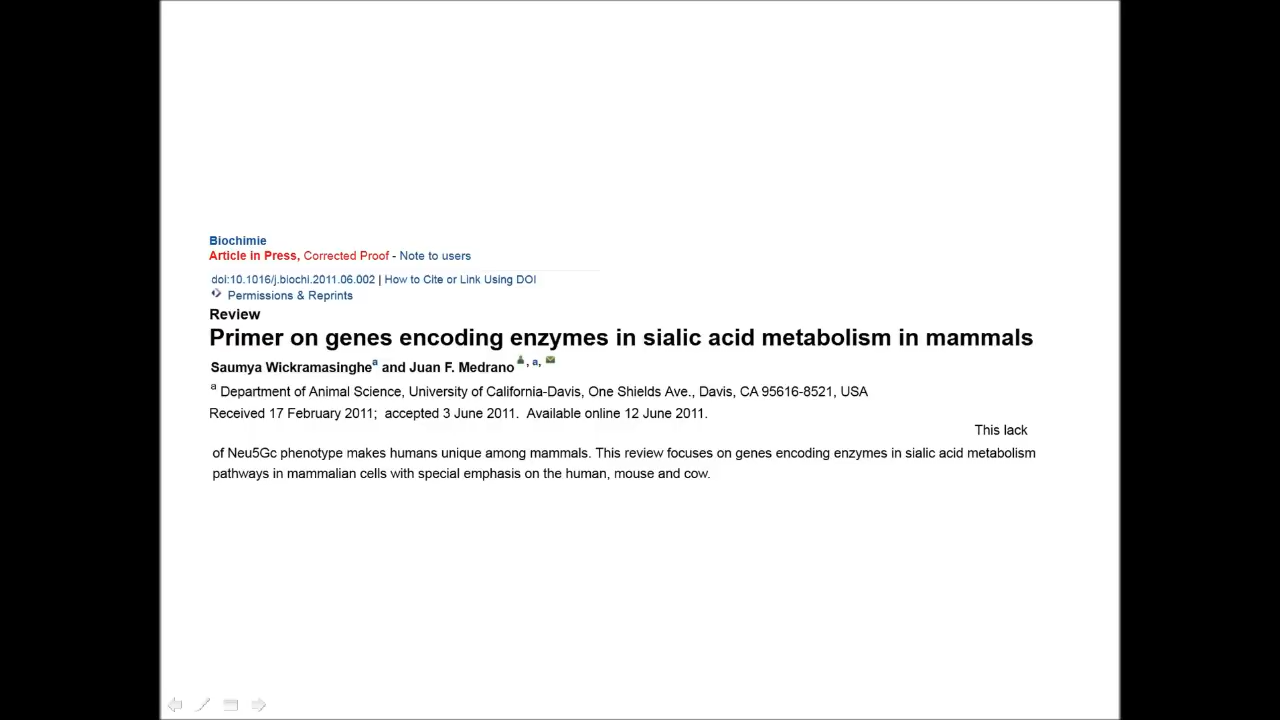 Biochimie
Article in Press, Corrected Proof - Note to users
doi:10.1016/j.biochi.2011.06.002 | How to Cite or Link Using DOI
Permissions & Reprints
Review
Primer on genes encoding enzymes in sialic acid metabolism in mammals
Saumya Wickramasinghe a and Juan F. Medrano , a,
a Department of Animal Science, University of California-Davis, One Shields Ave., Davis, CA 95616-8521, USA
Received 17 February 2011; accepted 3 June 2011. Available online 12 June 2011.
This lack
of Neu5Gc phenotype makes humans unique among mammals. This review focuses on genes encoding enzymes in sialic acid metabolism
pathways in mammalian cells with special emphasis on the human, mouse and cow.